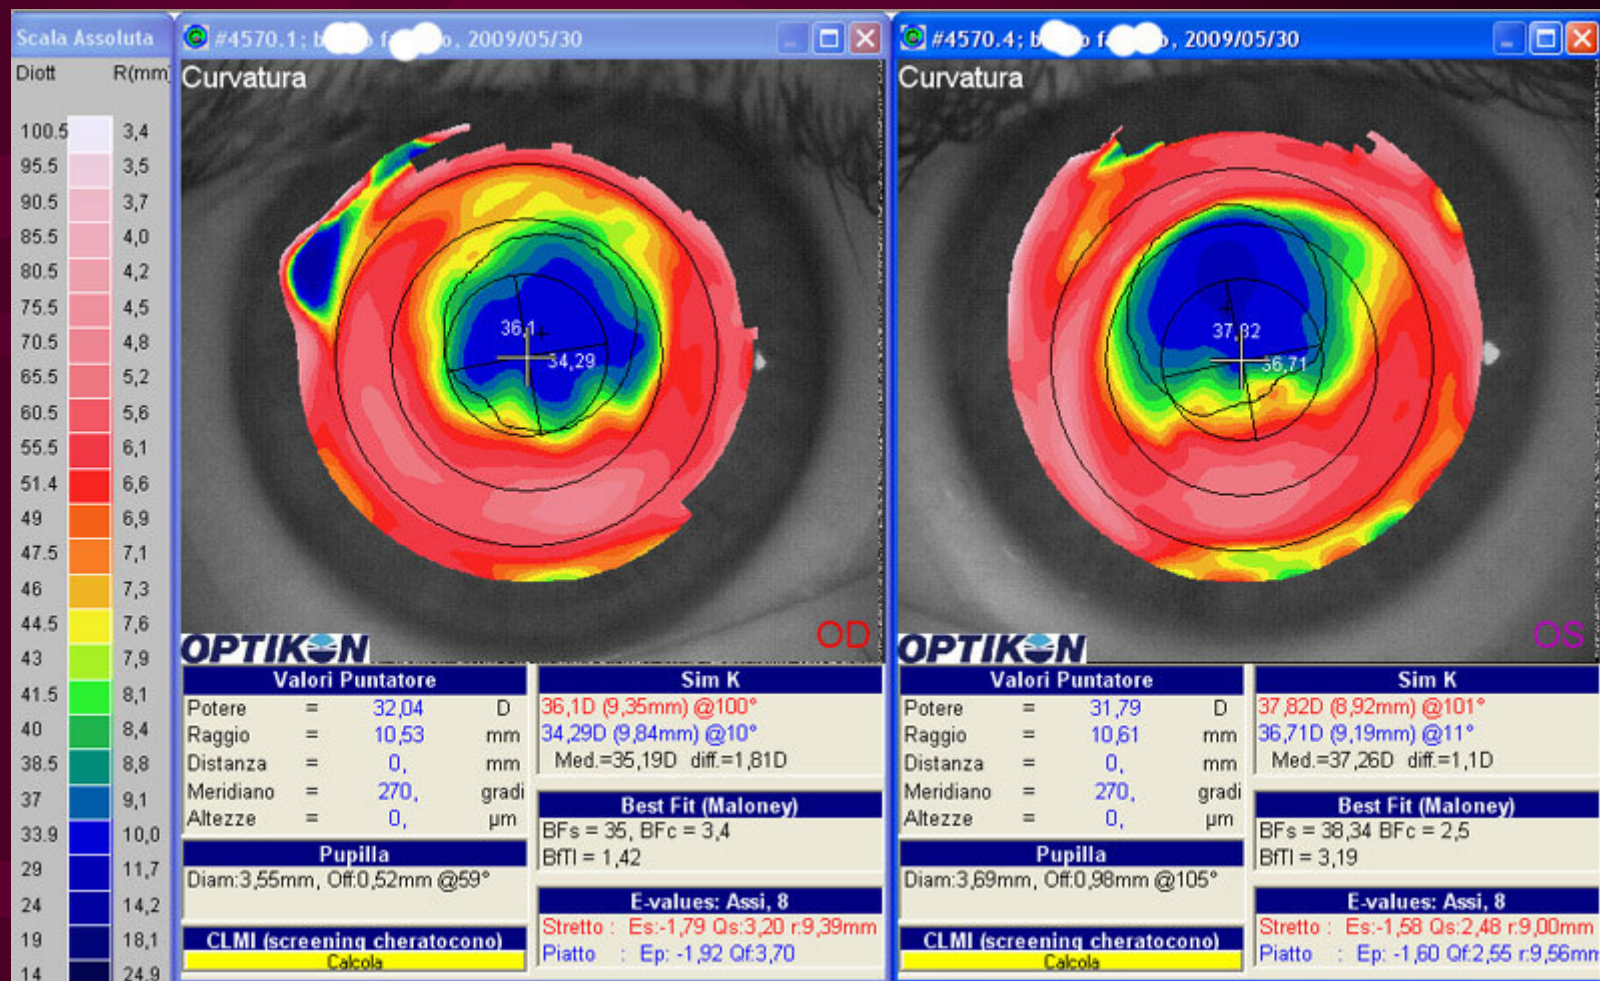 Scala Assoluta
Diott R(mm)
100.5 3,4
95.5 3,5
90.5 3,7
85.5 4,0
80.5 4,2
75.5 4,5
70.5 4,8
65.5 5,2
60.5 5,6
55.5 6,1
51.4 6,6
49 6,9
47.5 7,1
46 7,3
44.5 7,6
43 7,9
41.5 8,1
40 8,4
38.5 8,8
37 9,1
33.9 10,0
29 11,7
24 14,2
19 18,1
14 24,9
#4570.1; 2009/05/30
Curvatura
36,1
34,29
OD
OPTIKON
Valori Puntatore
Potere = 32,04 D
Raggio = 10,53 mm
Distanza = 0, mm
Meridiano = 270, gradi
Altezze = 0, µm
Pupilla
Diam:3,55mm, Off:0,52mm @59°
CLMI (screening cheratocono)
Calcola
Sim K
36,1D (9,35mm) @100°
34,29D (9,84mm) @10°
Med.=35,19D diff.=1,81D
Best Fit (Maloney)
BFs = 35, BFc = 3,4
BfTI = 1,42
E-values: Assi, 8
Stretto : Es:-1,79 Qs:3,20 r:9,39mm
Piatto : Ep: -1,92 Qf:3,70
#4570.4; 2009/05/30
Curvatura
37,82
36,71
OS
OPTIKON
Valori Puntatore
Potere = 31,79 D
Raggio = 10,61 mm
Distanza = 0, mm
Meridiano = 270, gradi
Altezze = 0, µm
Pupilla
Diam:3,69mm, Off:0,98mm @105°
CLMI (screening cheratocono)
Calcola
Sim K
37,82D (8,92mm) @101°
36,71D (9,19mm) @11°
Med.=37,26D diff.=1,1D
Best Fit (Maloney)
BFs = 38,34 BFc = 2,5
BfTI = 3,19
E-values: Assi, 8
Stretto : Es:-1,58 Qs:2,48 r:9,00mm
Piatto : Ep: -1,60 Qf:2,55 r:9,56mm